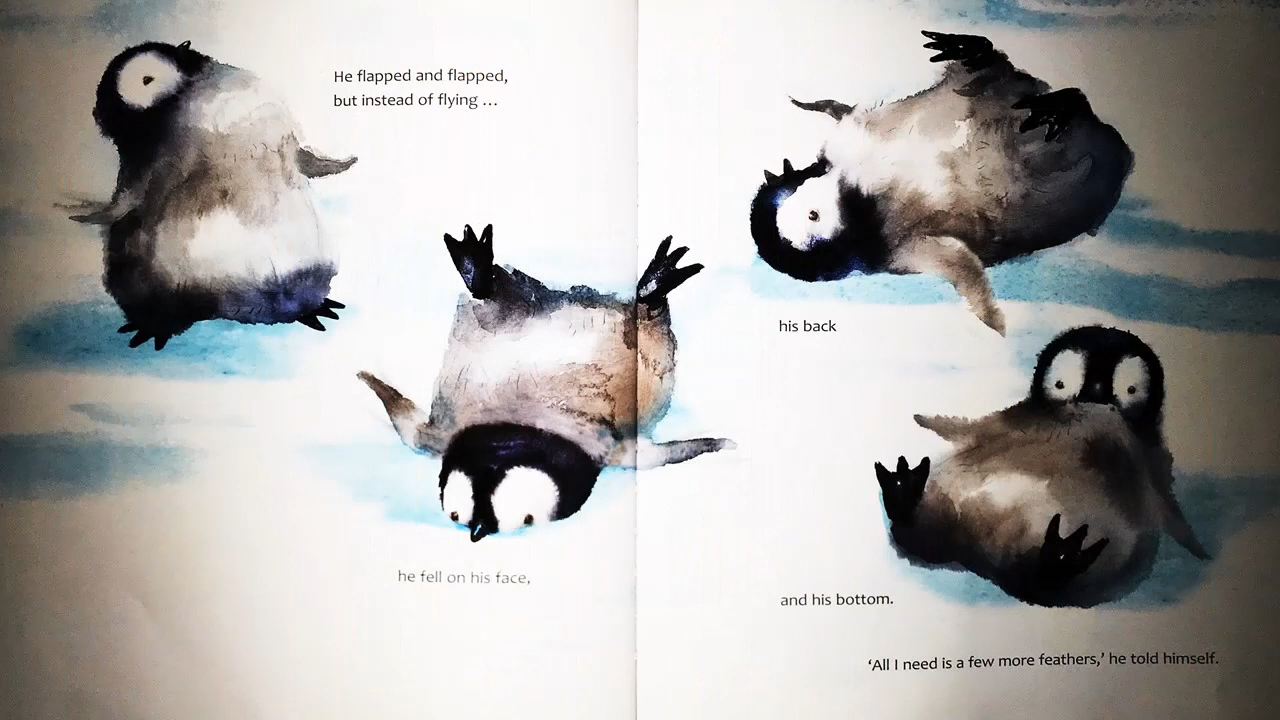 He flapped and flapped,
but instead of flying ...
he fell on his face,
his back
and his bottom.
‘All I need is a few more feathers,’ he told himself.